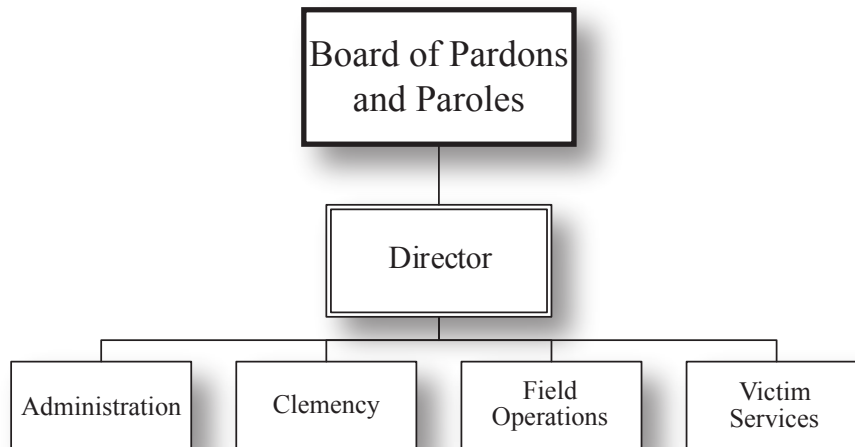 Board of Pardons
and Paroles
Director
Administration
Clemency
Field
Operations
Victim
Services